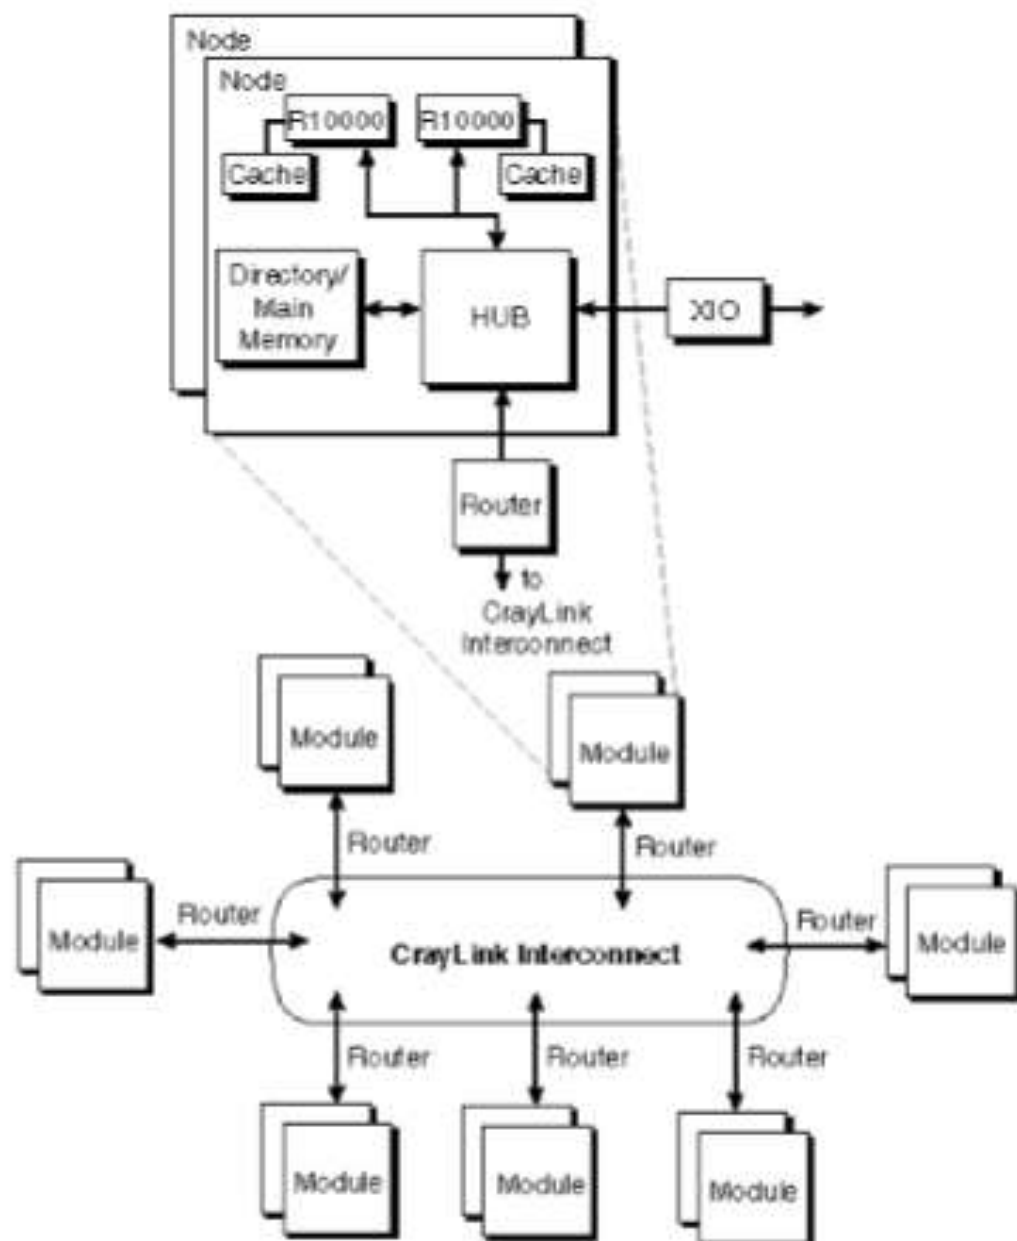 Node
Node
R10000
R10000
Cache
Cache
Directory/
Main
Memory
HUB
XIO
Router
to
CrayLink
Interconnect
Module
Module
Router
Router
Module
Router
Router
Module
CrayLink Interconnect
Router
Router
Router
Module
Module
Module